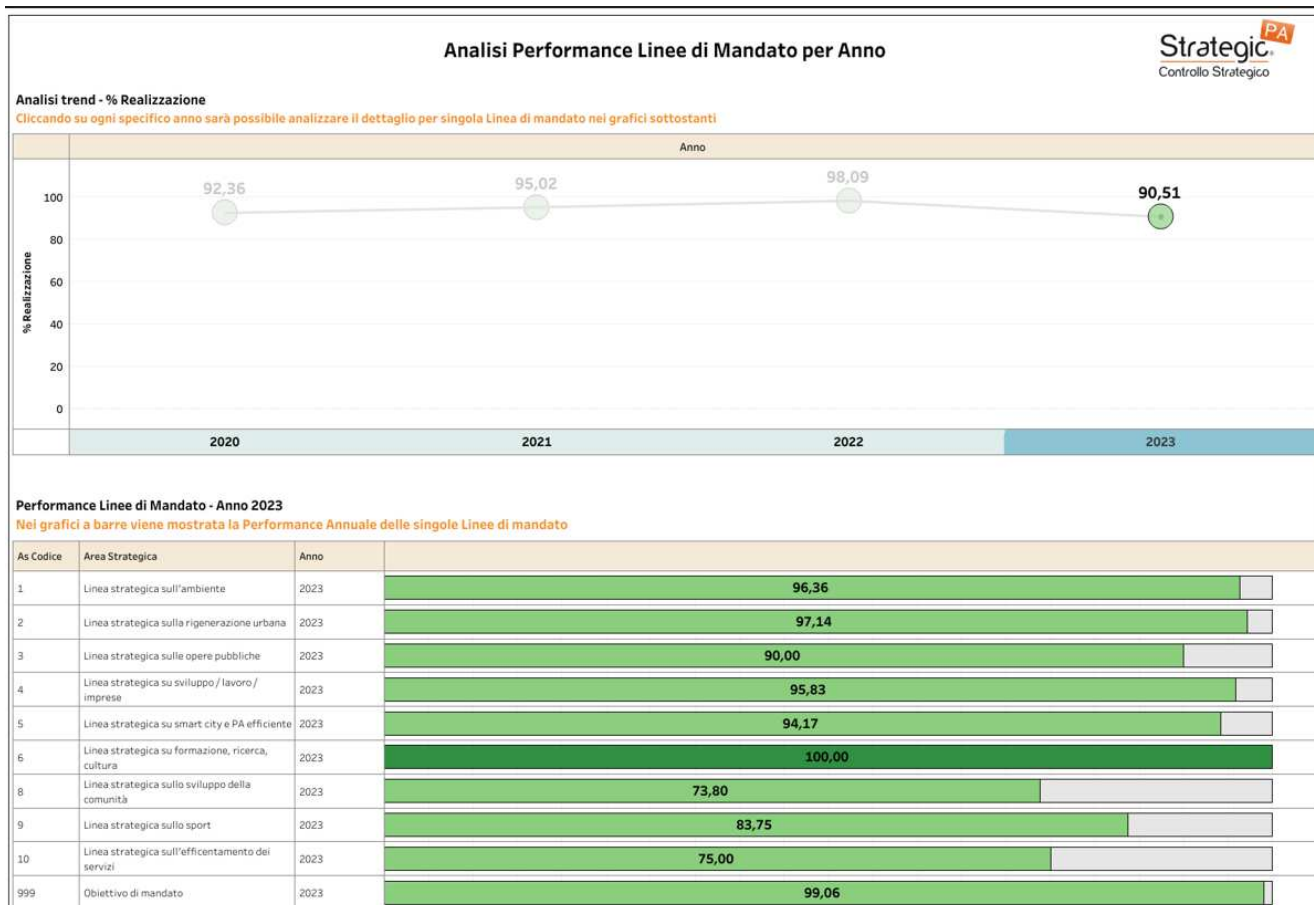 Analisi Performance Linee di Mandato per Anno
PA
Strategic
Controllo Strategico
Analisi trend - % Realizzazione
Cliccando su ogni specifico anno sarà possibile analizzare il dettaglio per singola Linea di mandato nei grafici sottostanti
Anno
92,36 95,02 98,09 90,51
100
80
60
40
20
0
% Realizzazione
2020 2021 2022 2023
Performance Linee di Mandato - Anno 2023
Nei grafici a barre viene mostrata la Performance Annuale delle singole Linee di mandato
As Codice Area Strategica Anno
1 Linea strategica sull'ambiente 2023 96,36
2 Linea strategica sulla rigenerazione urbana 2023 97,14
3 Linea strategica sulle opere pubbliche 2023 90,00
4 Linea strategica su sviluppo / lavoro /
imprese 2023 95,83
5 Linea strategica su smart city e PA efficiente 2023 94,17
6 Linea strategica su formazione, ricerca,
cultura 2023 100,00
8 Linea strategica sullo sviluppo della
comunità 2023 73,80
9 Linea strategica sullo sport 2023 83,75
10 Linea strategica sull'efficentamento dei
servizi 2023 75,00
999 Obiettivo di mandato 2023 99,06